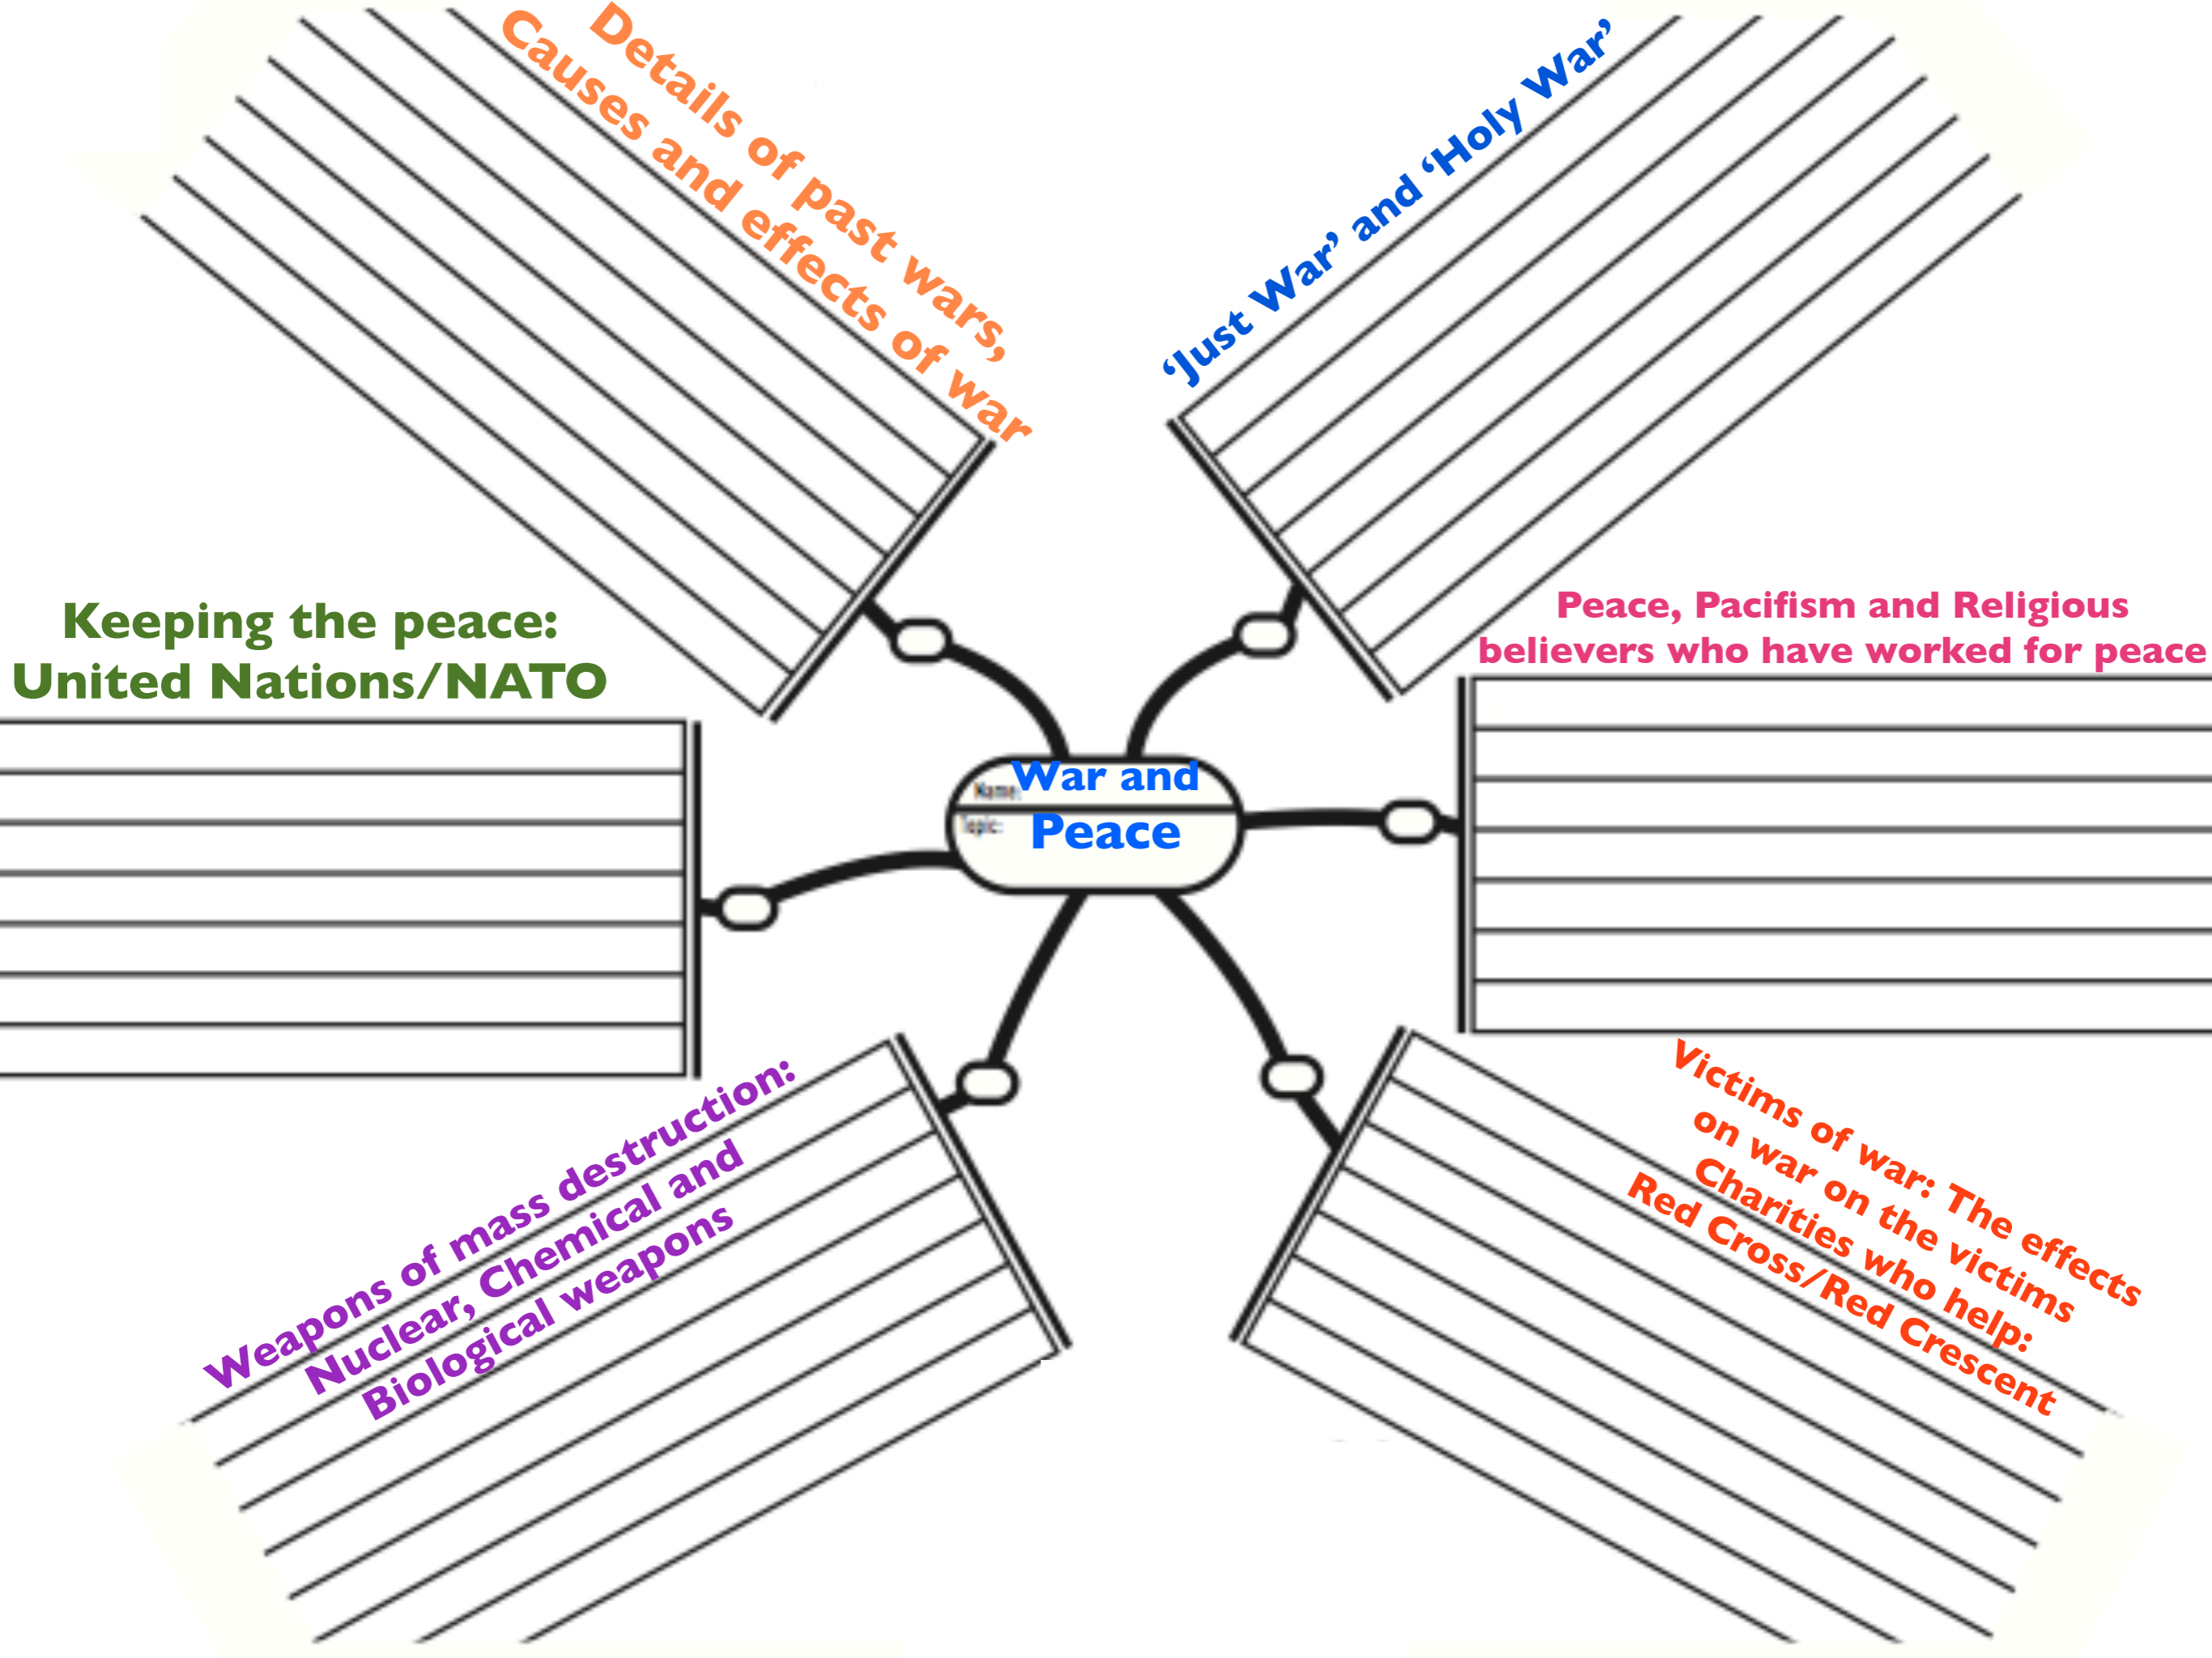 Details of past wars,
Causes and effects of war
‘Just War’ and ‘Holy War’
Keeping the peace:
United Nations/NATO
Peace, Pacifism and Religious
believers who have worked for peace
Name:
War and
Topic:
Peace
Weapons of mass destruction:
Nuclear, Chemical and
Biological weapons
Victims of war: The effects
on war on the victims
Charities who help:
Red Cross/Red Crescent